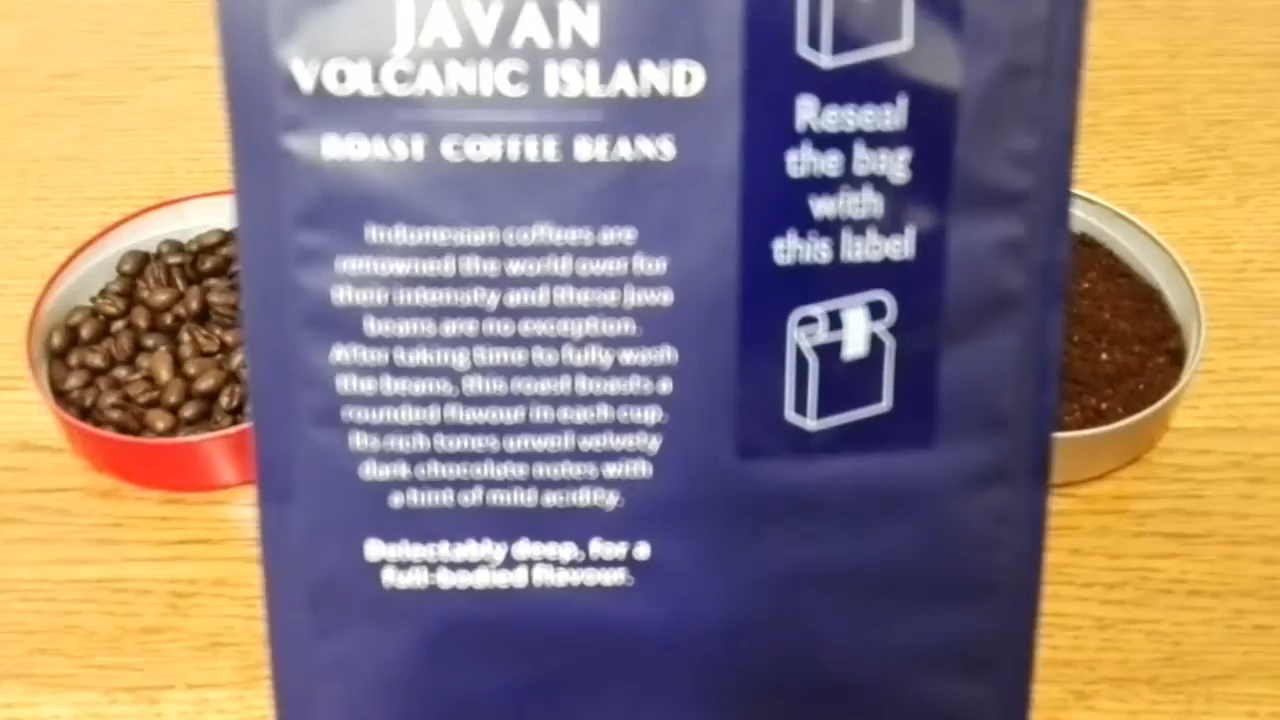 JAVAN
VOLCANIC ISLAND
ROAST COFFEE BEANS
Indonesian coffees are
renowned the world over for
their intensity and these Java
beans are no exception.
After taking time to fully wash
the beans, this roast boasts a
rounded flavour in each cup.
Its rich tones unveil velvety
dark chocolate notes with
a hint of mild acidity.
Delectably deep, for a
full-bodied flavour.
Reseal
the bag
with
this label